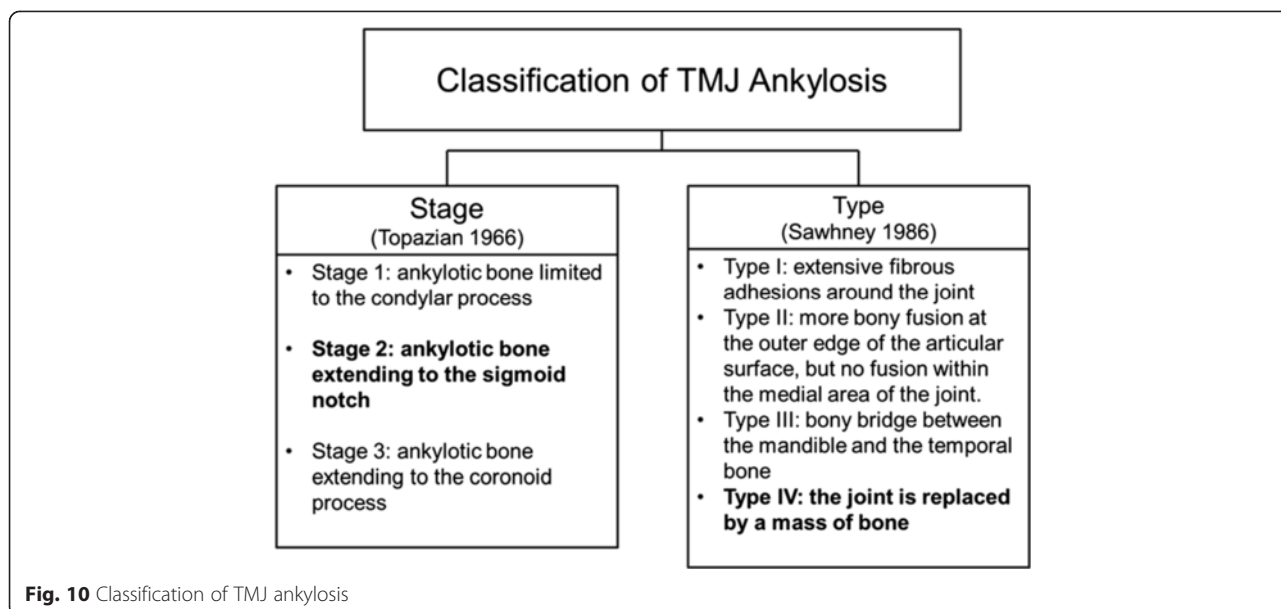 Classification of TMJ Ankylosis
Stage
(Topazian 1966)
• Stage 1: ankylotic bone limited
to the condylar process
• Stage 2: ankylotic bone
extending to the sigmoid
notch
• Stage 3: ankylotic bone
extending to the coronoid
process
Type
(Sawhney 1986)
• Type I: extensive fibrous
adhesions around the joint
• Type II: more bony fusion at
the outer edge of the articular
surface, but no fusion within
the medial area of the joint.
• Type III: bony bridge between
the mandible and the temporal
bone
• Type IV: the joint is replaced
by a mass of bone
Fig. 10 Classification of TMJ ankylosis